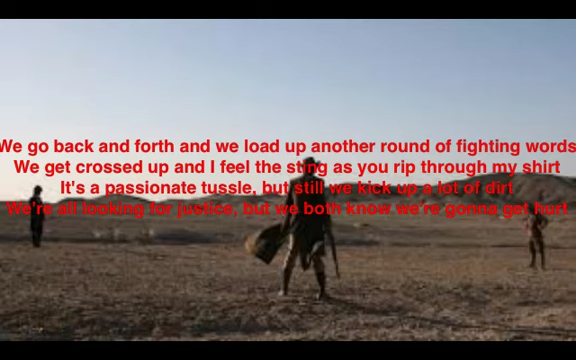 We go back and forth and we load up another round of fighting words
We get crossed up and I feel the sting as you rip through my shirt
It's a passionate tussle, but still we kick up a lot of dirt
We're all looking for justice, but we both know we're gonna get hurt